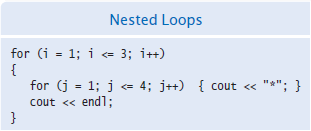 Nested Loops
for (i = 1; i <= 3; i++)
{
   for (j = 1; j <= 4; j++)  { cout << "*"; }
   cout << endl;
}